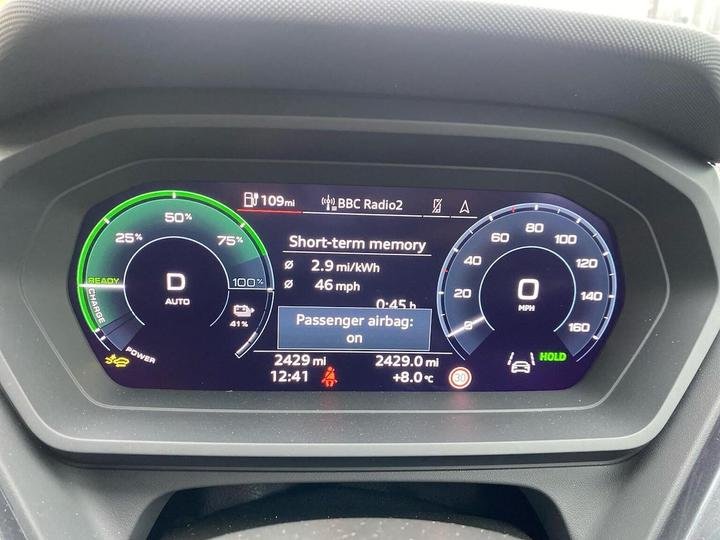 109mi
BBC Radio2
50%
25%
75%
READY
100%
CHARGE
D
AUTO
41%
POWER
Short-term memory
Ø 2.9 mi/kWh
Ø 46 mph
0:45 h
Passenger airbag:
on
2429 mi
2429.0 mi
12:41
+8.0 °C
30
0
20
40
60
80
100
120
140
160
0
MPH
HOLD